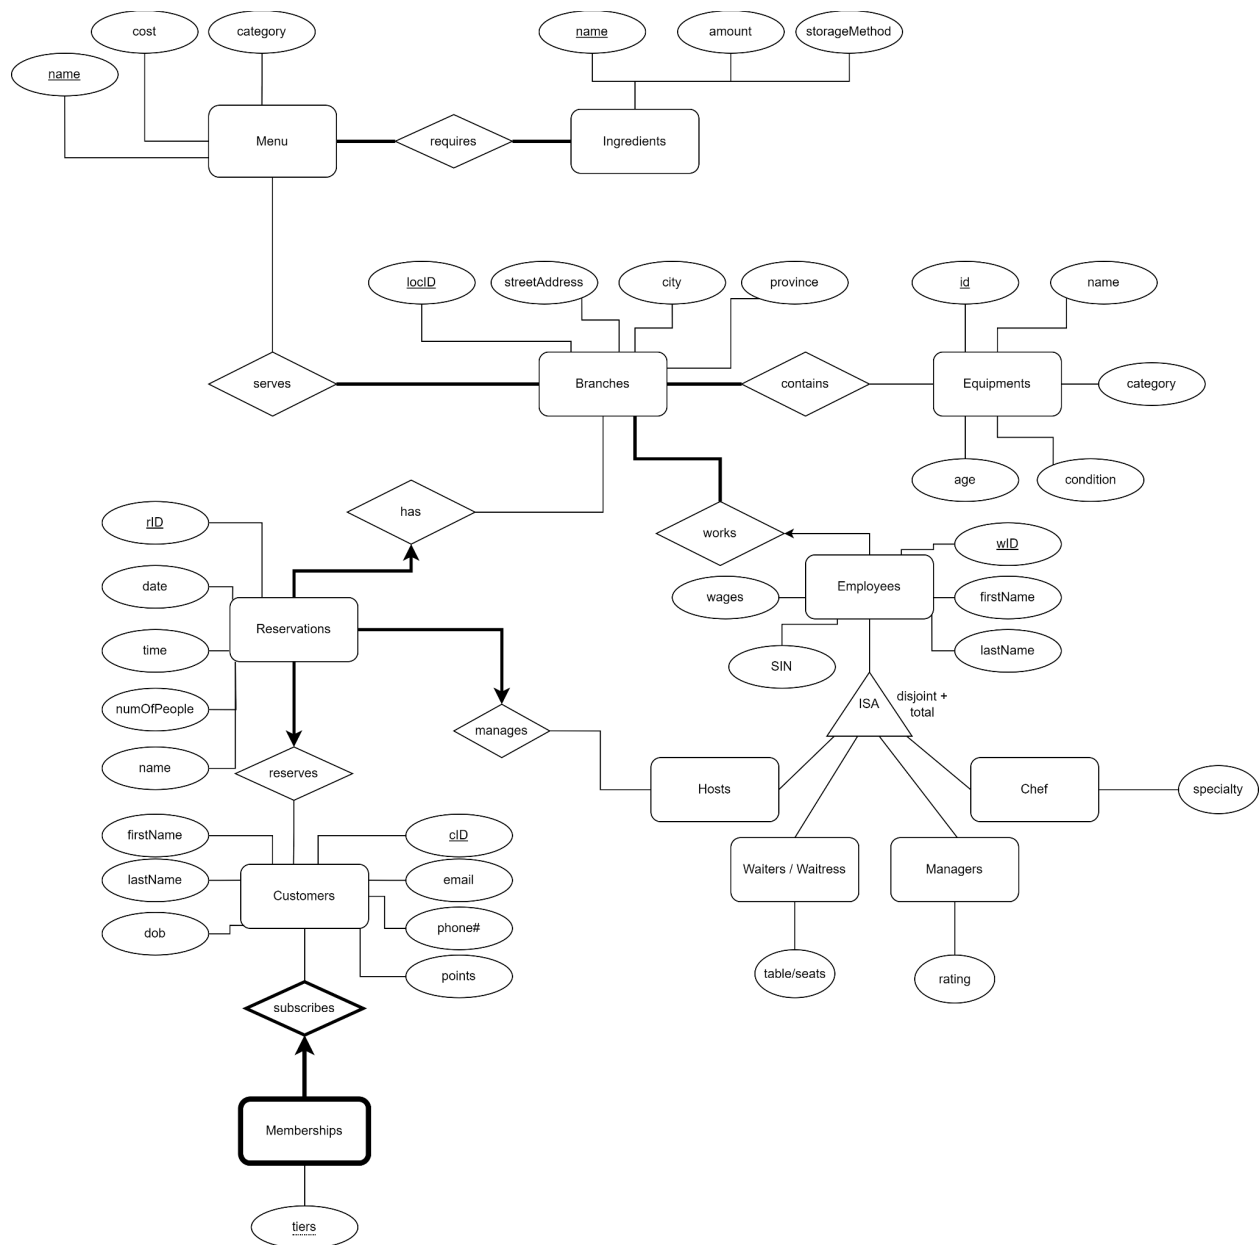 cost
category
name
amount
storageMethod
name
Menu
requires
Ingredients
locID
streetAddress
city
province
id
name
serves
Branches
contains
Equipments
category
age
condition
has
rID
works
wID
date
Employees
wages
firstName
Reservations
time
lastName
SIN
numOfPeople
ISA
disjoint +
total
manages
name
reserves
Hosts
Chef
specialty
firstName
cID
lastName
email
Customers
Waiters / Waitress
Managers
dob
phone#
points
table/seats
rating
subscribes
Memberships
tiers